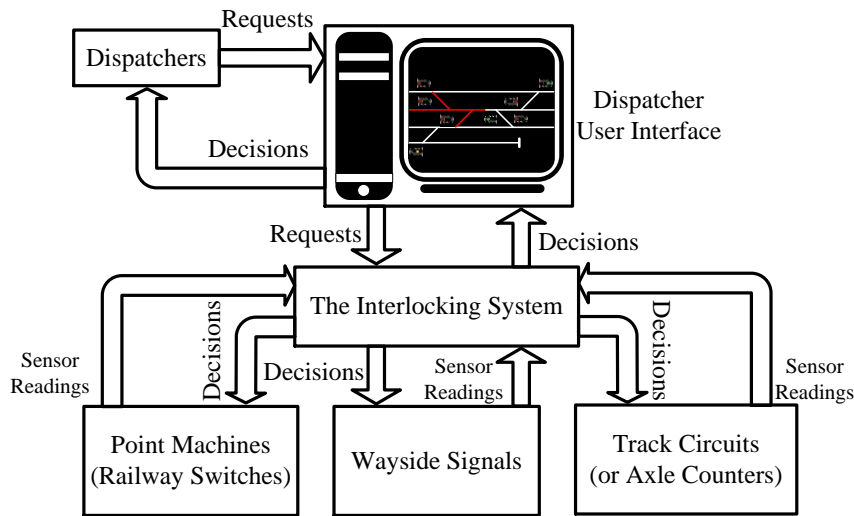 Requests
Dispatchers
Dispatcher
User Interface
Decisions
Requests
Decisions
The Interlocking System
Sensor
Readings
Decisions
Decisions
Sensor
Readings
Decisions
Sensor
Readings
Point Machines
(Railway Switches)
Wayside Signals
Track Circuits
(or Axle Counters)